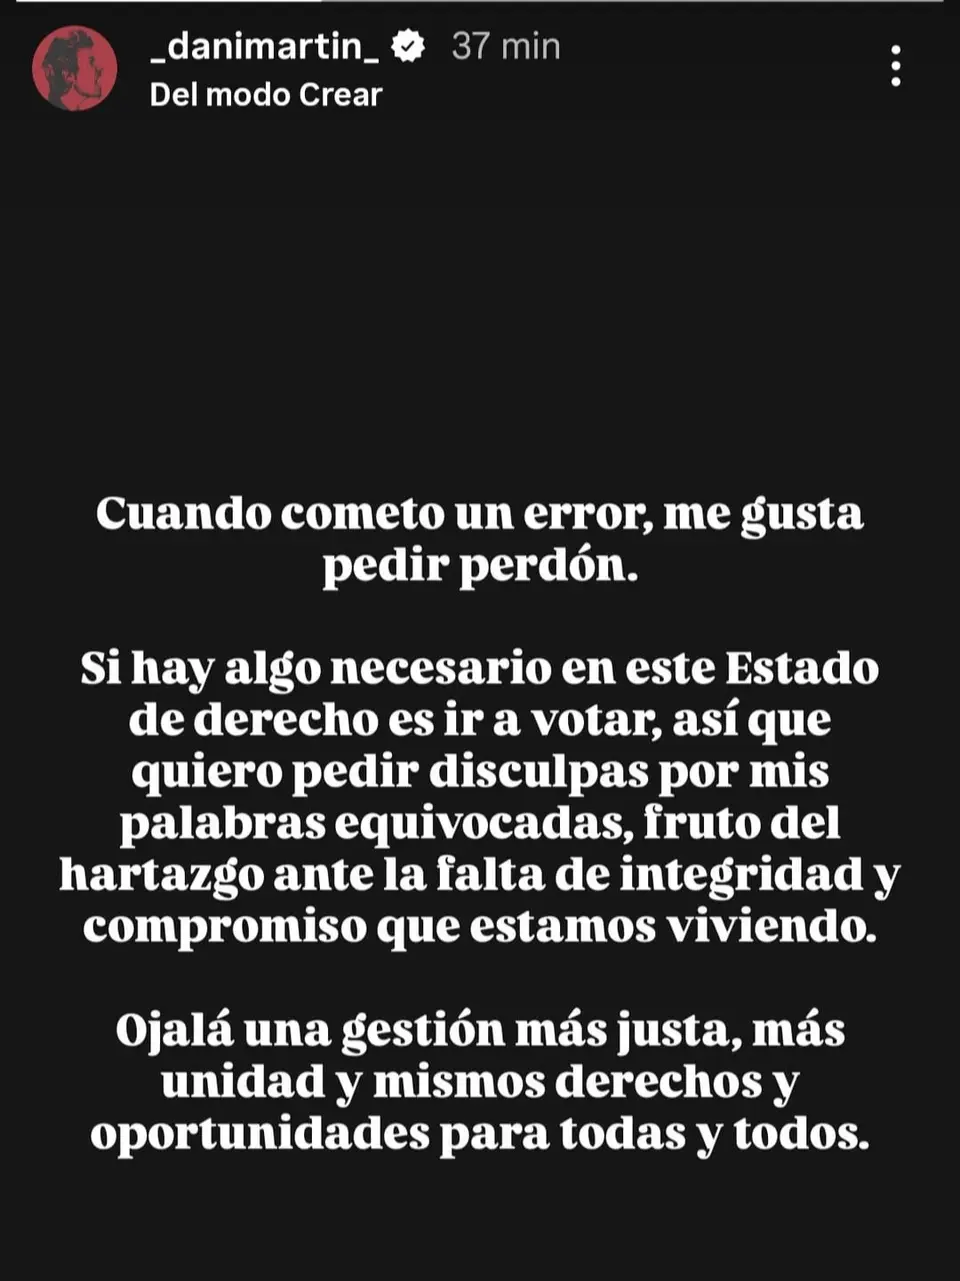 _danimartin_ 37 min
Del modo Crear
Cuando cometo un error, me gusta
pedir perdón.
Si hay algo necesario en este Estado
de derecho es ir a votar, así que
quiero pedir disculpas por mis
palabras equivocadas, fruto del
hartazgo ante la falta de integridad y
compromiso que estamos viviendo.
Ojalá una gestión más justa, más
unidad y mismos derechos y
oportunidades para todas y todos.